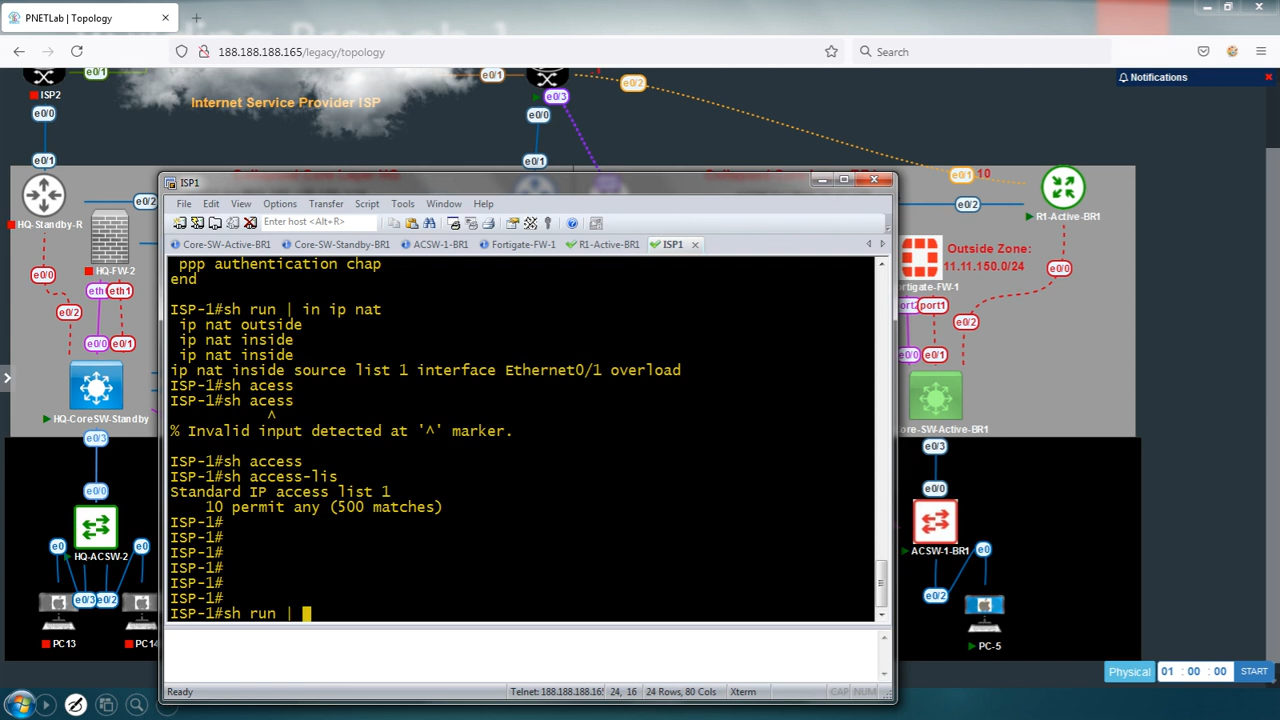 PNETLab | Topology
188.188.188.165/legacy/topology
Search
Notifications
ISP2
e0/1
e0/1
e0/2
e0/3
Internet Service Provider ISP
e0/0
e0/0
e0/1
e0/1
HQ-Standby-R
e0/2
HQ-FW-2
e0/0
e0/2
eth1
e0/0
e0/1
HQ-CoreSW-Standby
e0/3
e0/0
HQ-ACSW-2
e0
e0
e0/3
e0/2
PC13
PC14
e0/1
10
e0/2
R1-Active-BR1
Outside Zone:
11.11.150.0/24
e0/0
port1
e0/2
e0/0
e0/1
Core-SW-Active-BR1
e0/3
e0/0
ACSW-1-BR1
e0
e0/2
PC-5
Physical
01 : 00 : 00
START
ISP1
File Edit View Options Transfer Script Tools Window Help
Enter host <Alt+R>
Core-SW-Active-BR1
Core-SW-Standby-BR1
ACSW-1-BR1
Fortigate-FW-1
R1-Active-BR1
ISP1
ppp authentication chap
end
ISP-1#sh run | in ip nat
ip nat outside
ip nat inside
ip nat inside
ip nat inside source list 1 interface Ethernet0/1 overload
ISP-1#sh acess
ISP-1#sh acess
^
% Invalid input detected at '^' marker.
ISP-1#sh access
ISP-1#sh access-lis
Standard IP access list 1
10 permit any (500 matches)
ISP-1#
ISP-1#
ISP-1#
ISP-1#
ISP-1#
ISP-1#
ISP-1#sh run |
Ready
Telnet: 188.188.188.165
24, 16
24 Rows, 80 Cols
Xterm
CAP
NUM